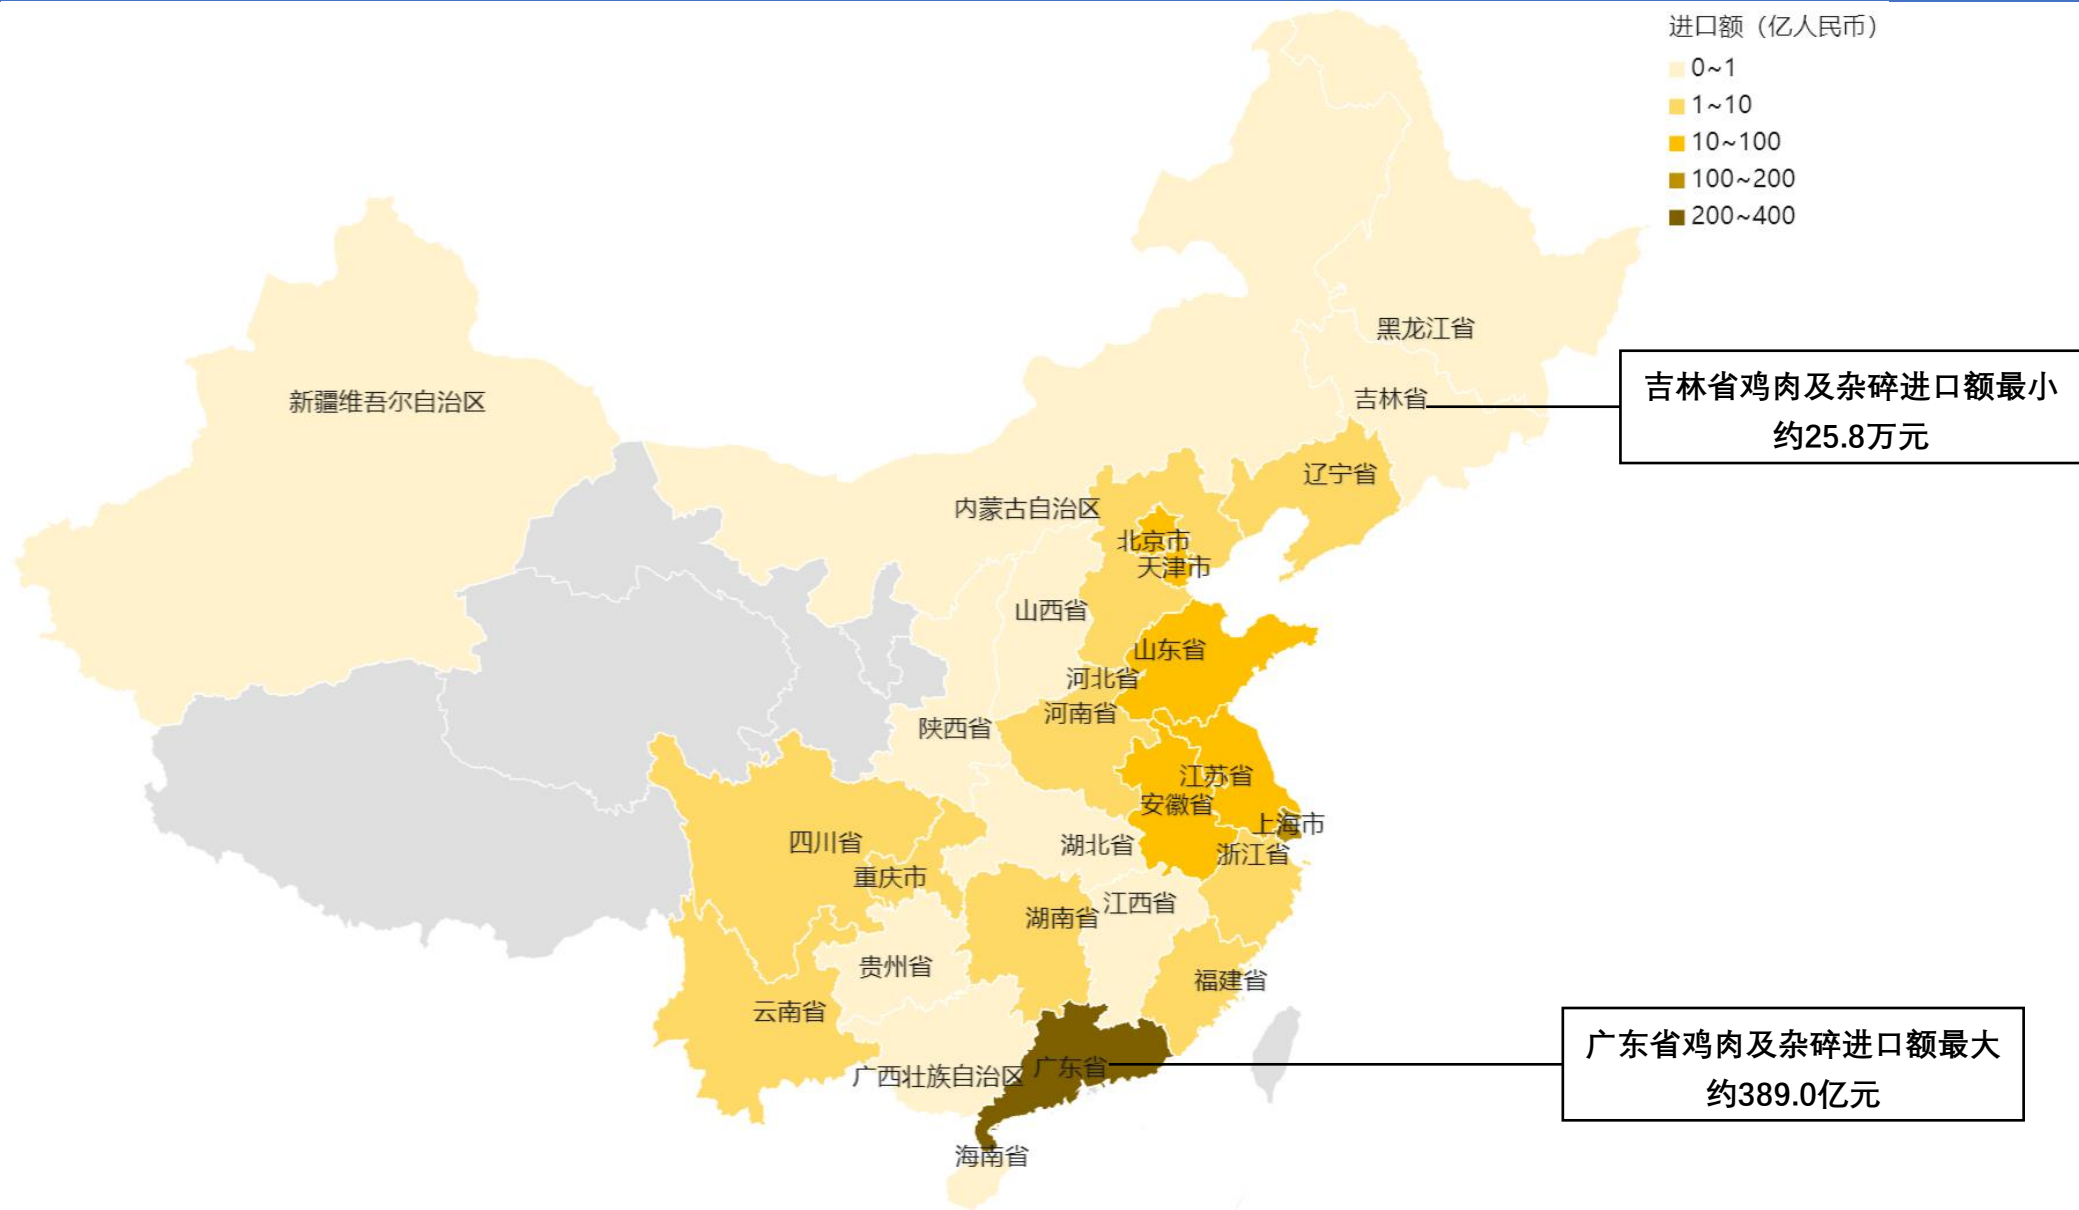 进口额（亿人民币）
0~1
1~10
10~100
100~200
200~400
黑龙江省
吉林省鸡肉及杂碎进口额最小
约25.8万元
吉林省
新疆维吾尔自治区
辽宁省
内蒙古自治区
北京市
天津市
山西省
山东省
河北省
河南省
陕西省
江苏省
安徽省
上海市
四川省
湖北省
浙江省
重庆市
江西省
湖南省
贵州省
福建省
云南省
广东省鸡肉及杂碎进口额最大
约389.0亿元
广东省
广西壮族自治区
海南省